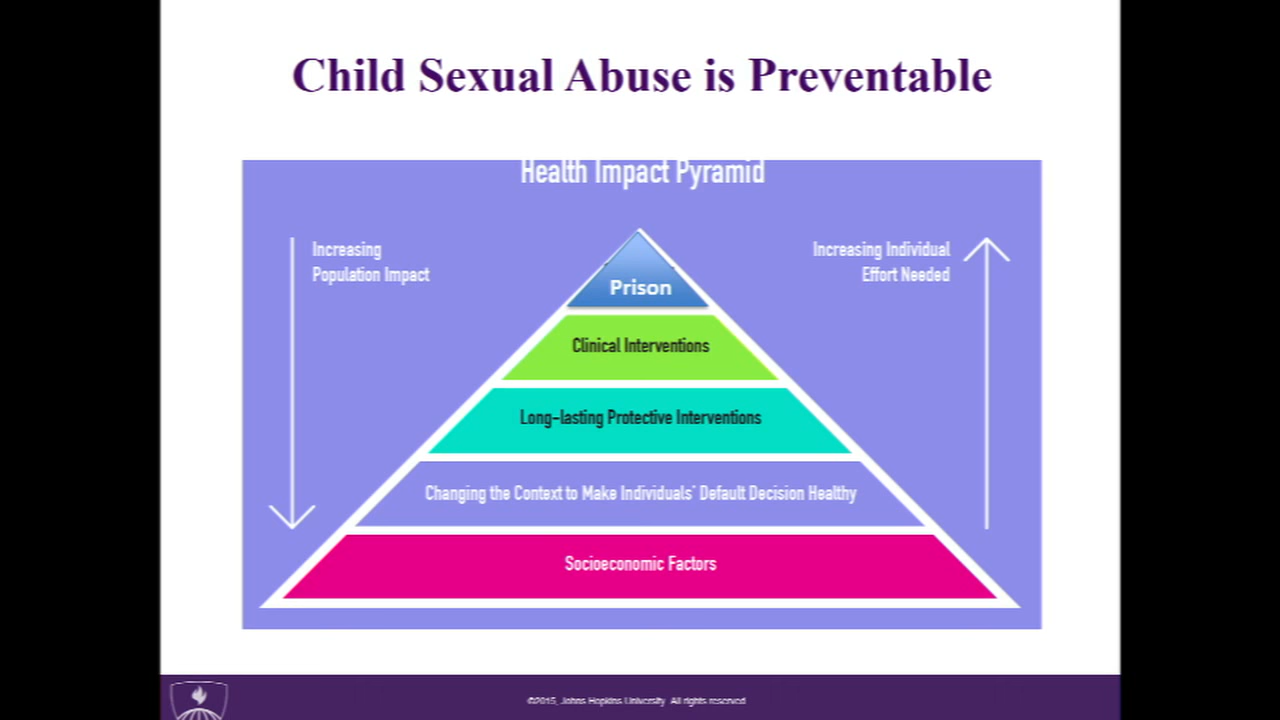 Child Sexual Abuse is Preventable
Health Impact Pyramid
Increasing
Population Impact
Increasing Individual
Effort Needed
Prison
Clinical Interventions
Long-lasting Protective Interventions
Changing the Context to Make Individuals' Default Decision Healthy
Socioeconomic Factors
©2015, Johns Hopkins University. All rights reserved.